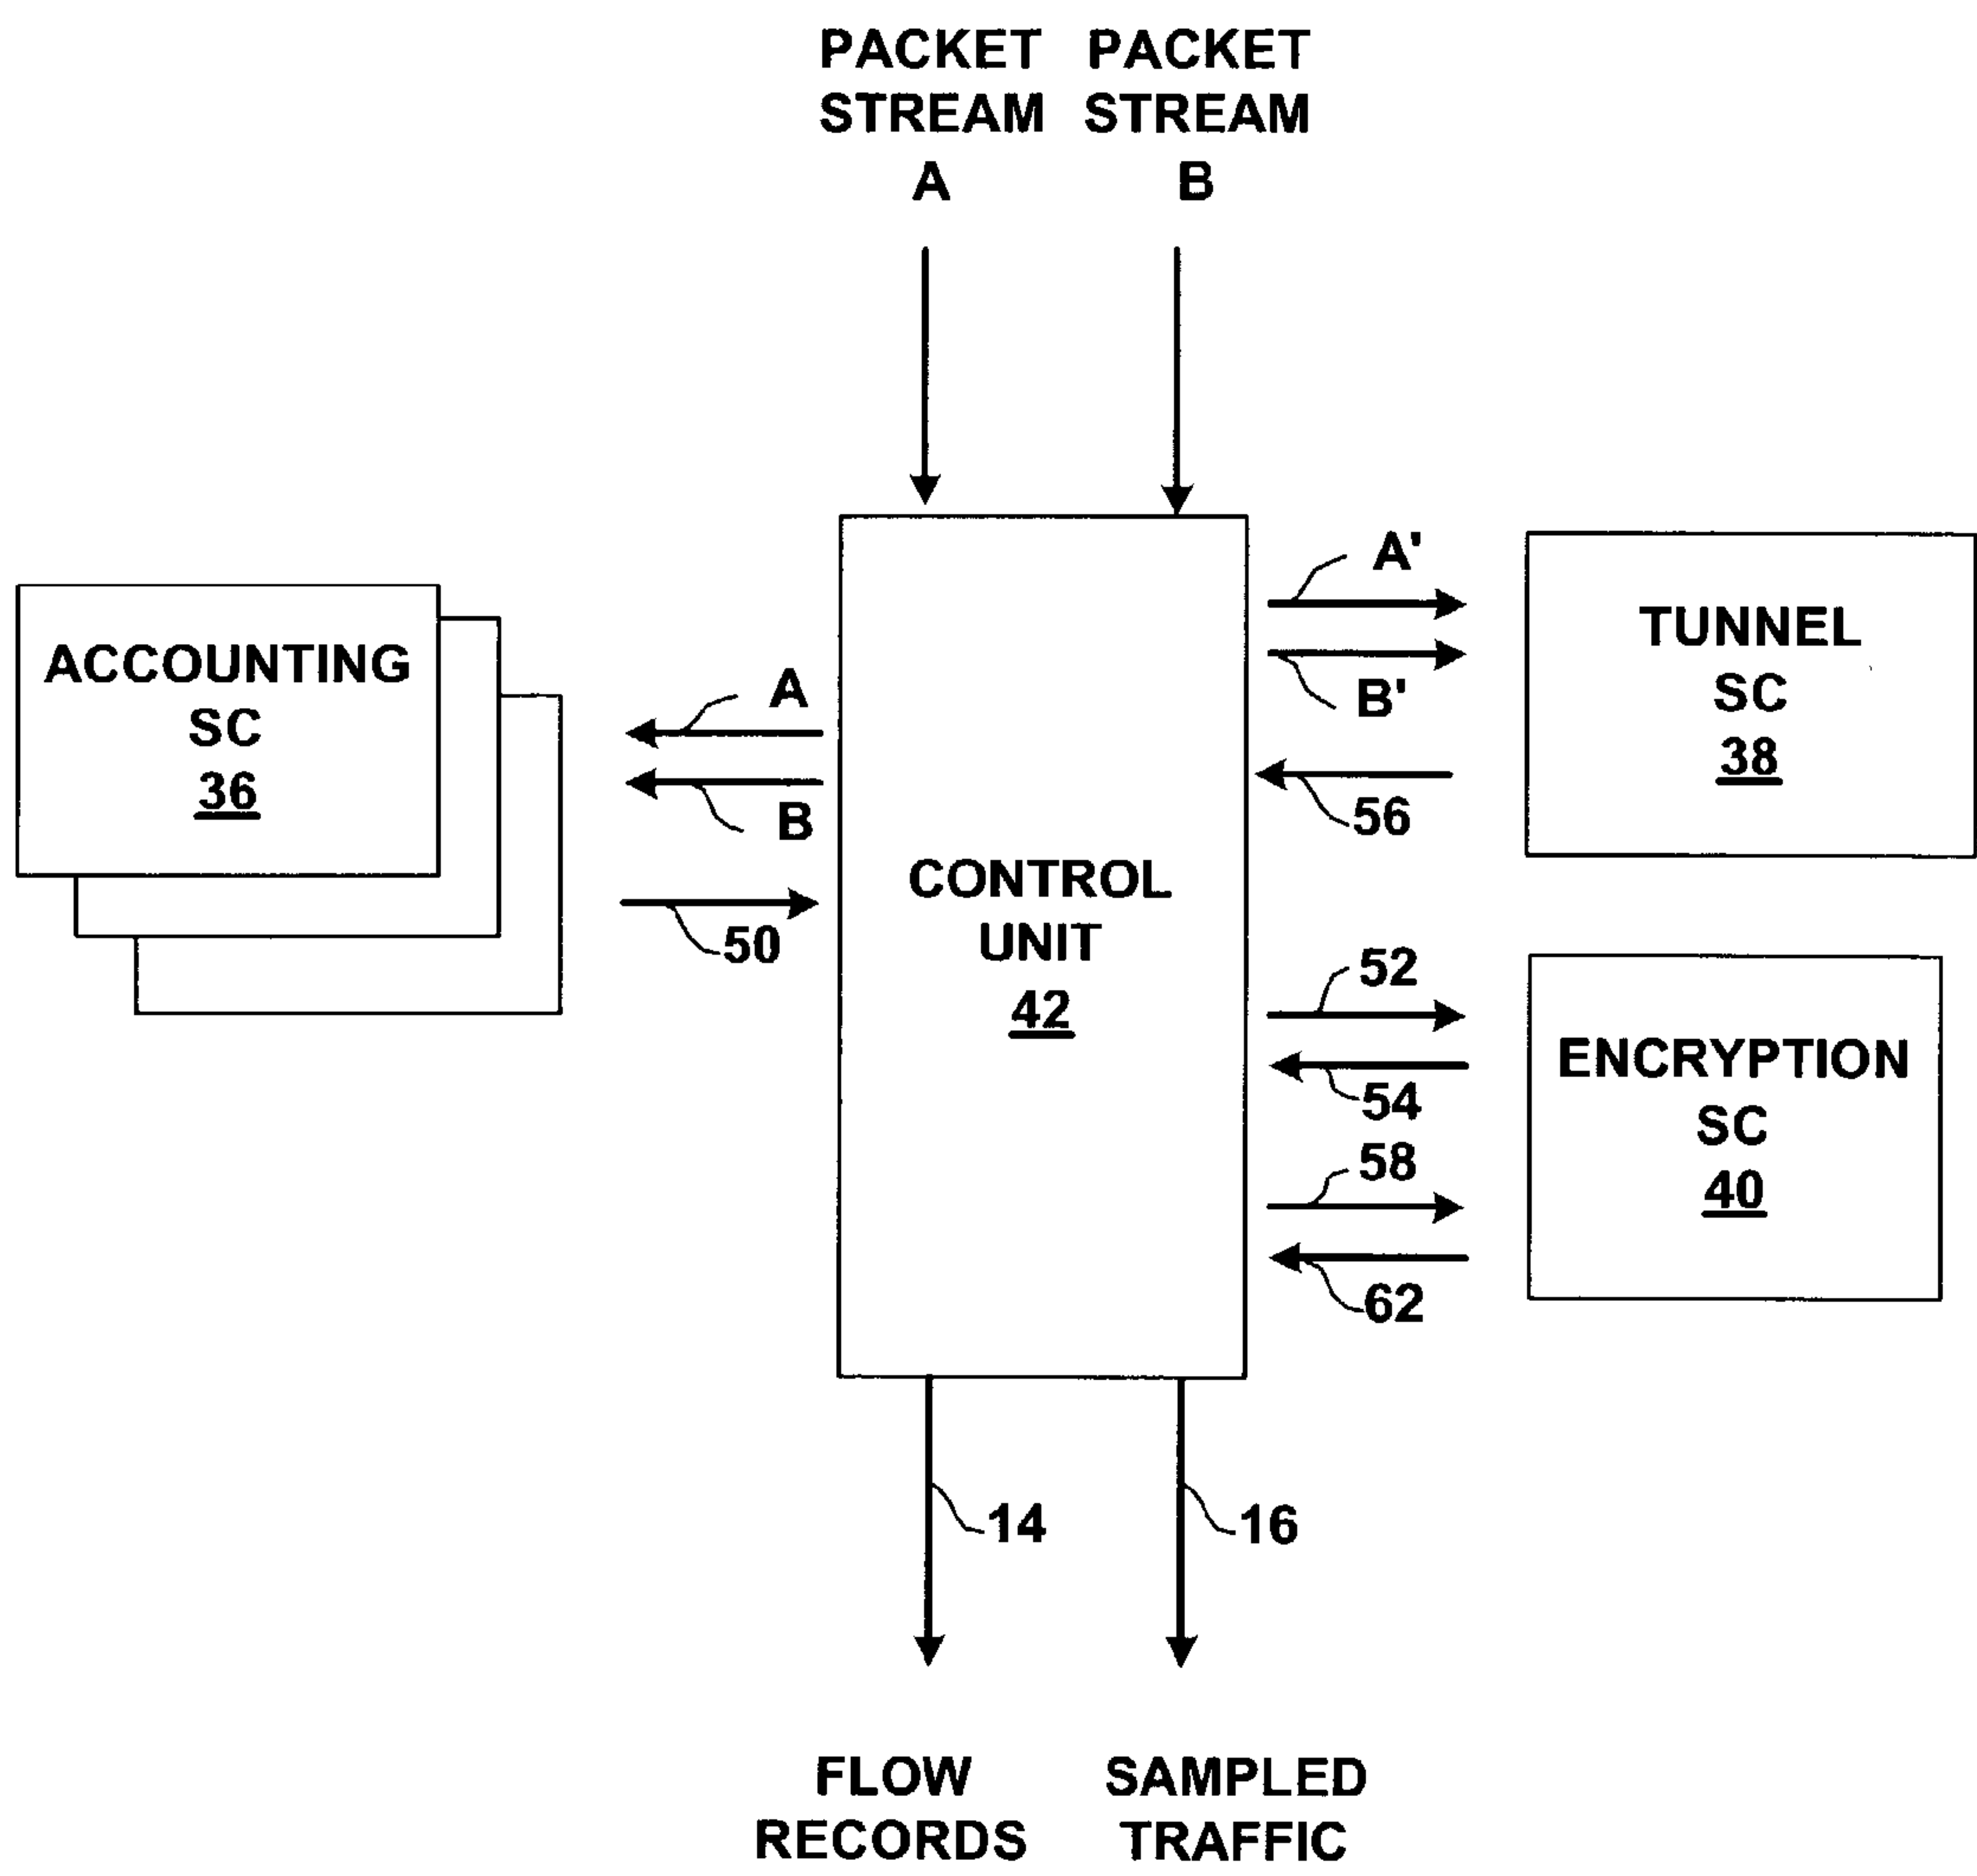 PACKET STREAM A
PACKET STREAM B
ACCOUNTING
SC
36
A
B
50
CONTROL
UNIT
42
A'
B'
56
TUNNEL
SC
38
52
54
58
62
ENCRYPTION
SC
40
14
16
FLOW
RECORDS
SAMPLED
TRAFFIC